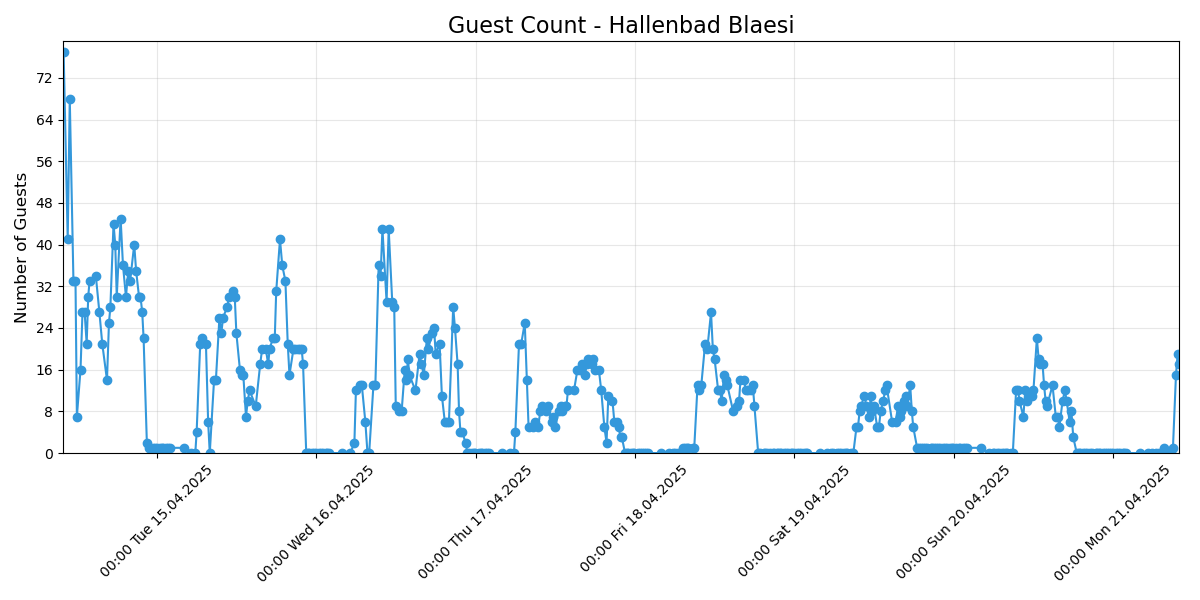 Guest Count - Hallenbad Blaesi
Number of Guests
72
64
56
48
40
32
24
16
8
0
00:00 Tue 15.04.2025
00:00 Wed 16.04.2025
00:00 Thu 17.04.2025
00:00 Fri 18.04.2025
00:00 Sat 19.04.2025
00:00 Sun 20.04.2025
00:00 Mon 21.04.2025